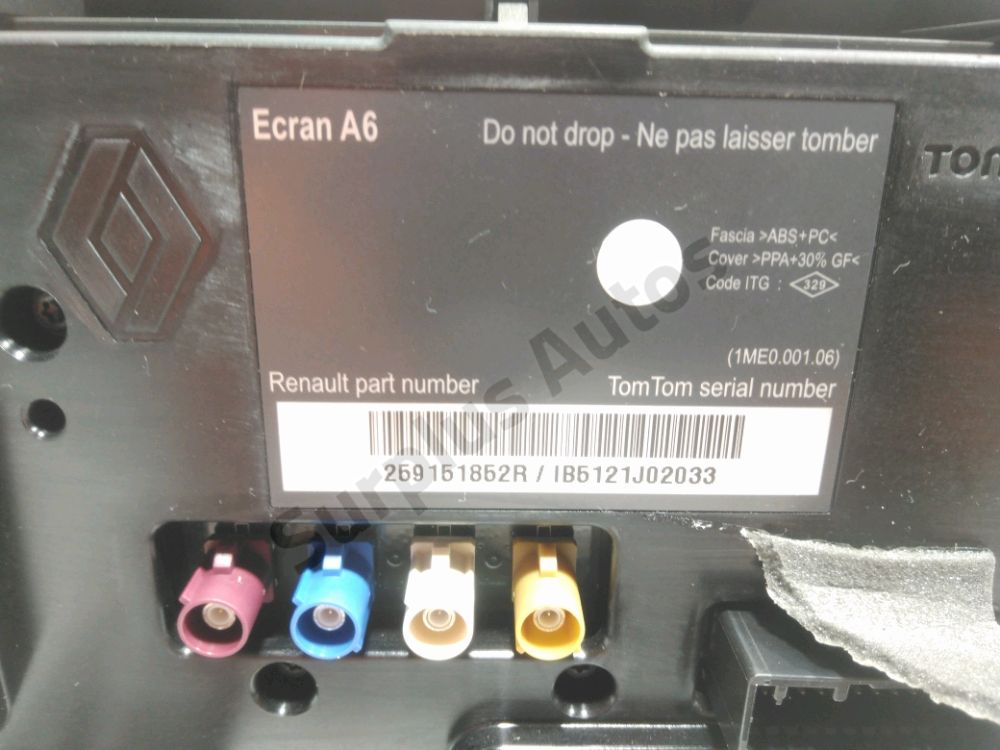 Ecran A6
Do not drop - Ne pas laisser tomber
TOM
Fascia >ABS+PC<
Cover >PPA+30% GF<
Code ITG : 329
(1ME0.001.06)
Renault part number
TomTom serial number
259151852R / IB5121J02033
Surplus Autos